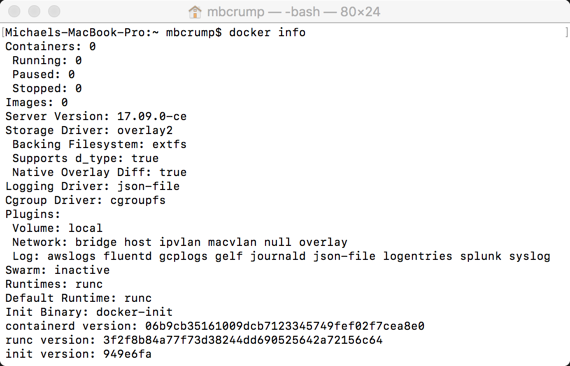 mbcrump — -bash — 80×24
[Michaels-MacBook-Pro:~ mbcrump$ docker info ]
Containers: 0
 Running: 0
 Paused: 0
 Stopped: 0
Images: 0
Server Version: 17.09.0-ce
Storage Driver: overlay2
 Backing Filesystem: extfs
 Supports d_type: true
 Native Overlay Diff: true
Logging Driver: json-file
Cgroup Driver: cgroupfs
Plugins:
 Volume: local
 Network: bridge host ipvlan macvlan null overlay
 Log: awslogs fluentd gcplogs gelf journald json-file logentries splunk syslog
Swarm: inactive
Runtimes: runc
Default Runtime: runc
Init Binary: docker-init
containerd version: 06b9cb35161009dcb7123345749fef02f7cea8e0
runc version: 3f2f8b84a77f73d38244dd690525642a72156c64
init version: 949e6fa